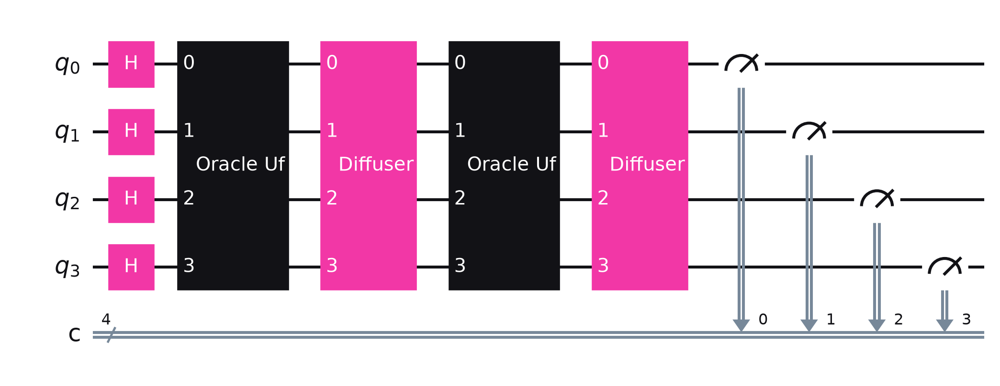 q0 H 0 0 0 0
q1 H 1 1 1 1
Oracle Uf Diffuser Oracle Uf Diffuser
q2 H 2 2 2 2
q3 H 3 3 3 3
4 0 1 2 3
c